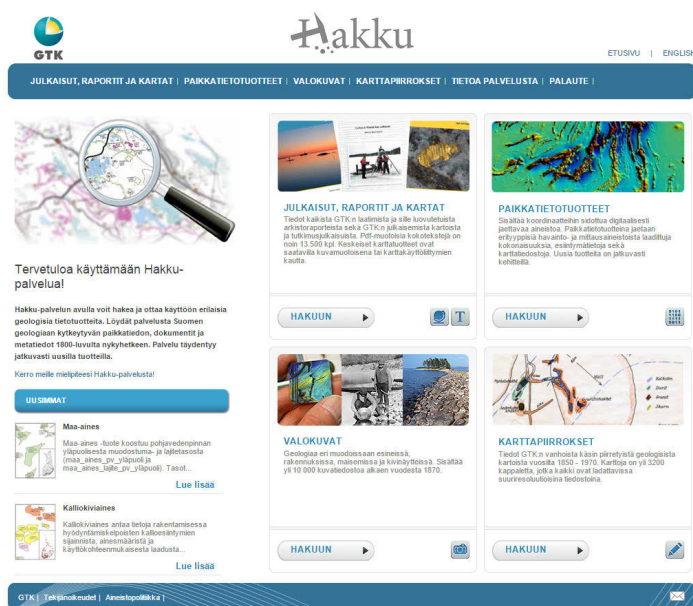 GTK
Hakku
ETUSIVU | ENGLISH
JULKAISUT, RAPORTIT JA KARTAT | PAIKKATIETOTUOTTEET | VALOKUVAT | KARTTAPIIRROKSET | TIETOA PALVELUSTA | PALAUTE |
Tervetuloa käyttämään Hakku-
palvelua!
Hakku-palvelun avulla voit hakea ja ottaa käyttöön erilaisia
geologisia tietotuotteita. Löydät palvelusta Suomen
geologiaan kytkeytyvän paikkatiedon, dokumentit ja
metatiedot 1800-luvulta nykyhetkeen. Palvelu täydentyy
jatkuvasti uusilla tuotteilla.
Kerro meille mielipiteesi Hakku-palvelusta!
UUSIMMAT
Maa-aines
Maa-aines -tuote koostuu pohjavedenpinnan
yläpuolisesta muodostuma- ja lajitetasosta
(maa_aines_pv_yläpuoli ja
maa_aines_lajite_pv_yläpuoli). Tasot...
Lue lisää
Kalliokiviaines
Kalliokiviaines antaa tietoja rakentamisessa
hyödyntämiskelpoisten kallioesiintymien
sijainnista, ainesmääristä ja
käyttökohteenmukaisesta laadusta...
Lue lisää
JULKAISUT, RAPORTIT JA KARTAT
Tiedot kaikista GTK:n laatimista ja sille luovutetuista
arkistoraporteista sekä GTK:n julkaisemista kartoista
ja tutkimusjulkaisuista. Pdf-muotoisia kokotekstejä on
noin 13.500 kpl. Keskeiset karttatuotteet ovat
saatavilla kuvamuotoisena tai karttakäyttöliittymien
kautta.
HAKUUN
T
PAIKKATIETOTUOTTEET
Sisältää koordinaatteihin sidottua digitaalisesti
jaettavaa aineistoa. Paikkatietotuotteina jaetaan
erityyppisiä havainto- ja mittausaineistoista laadittuja
kokonaisuuksia, esiintymätietoja sekä
karttatiedostoja. Uusia tuotteita on jatkuvasti
kehitteillä.
HAKUUN
VALOKUVAT
Geologiaa eri muodoissaan esineissä,
rakennuksissa, maisemissa ja kivinäytteissä. Sisältää
yli 10 000 kuvatiedostoa alkaen vuodesta 1870.
HAKUUN
KARTTAPIIRROKSET
Tiedot GTK:n vanhoista käsin piirretyistä geologisista
kartoista vuosilta 1850 - 1970. Karttoja on yli 3200
kappaletta, jotka kaikki ovat ladattavissa
suuriresoluutioisina tiedostoina.
HAKUUN
GTK | Tekijänoikeudet | Aineistopolitiikka |